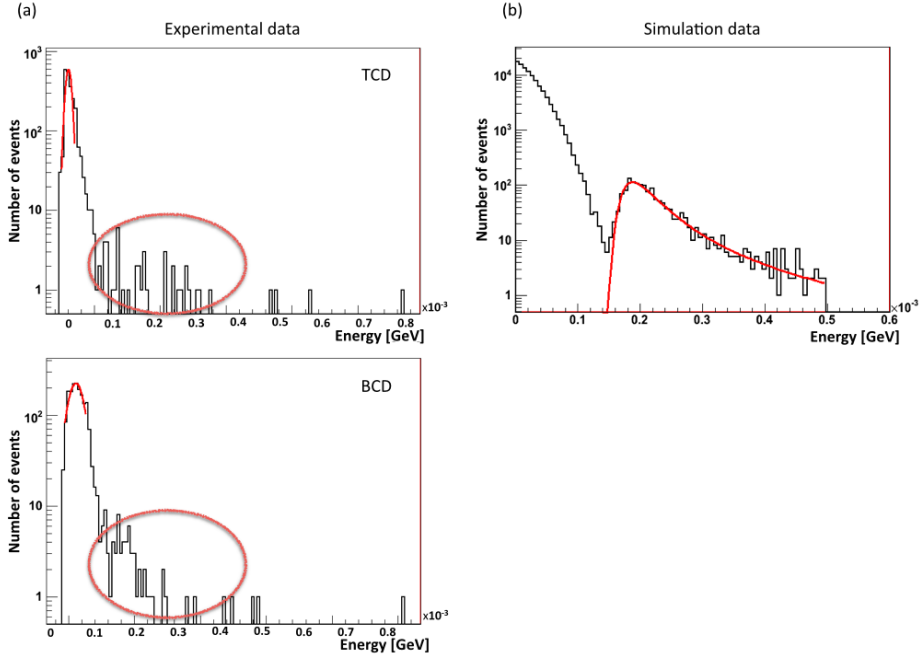 (a)
Experimental data
TCD
Number of events
10³
10²
10
1
0 0.1 0.2 0.3 0.4 0.5 0.6 0.7 0.8
×10⁻³
Energy [GeV]
BCD
Number of events
10²
10
1
0 0.1 0.2 0.3 0.4 0.5 0.6 0.7 0.8
×10⁻³
Energy [GeV]
(b)
Simulation data
Number of events
10⁴
10³
10²
10
1
0 0.1 0.2 0.3 0.4 0.5 0.6
×10⁻³
Energy [GeV]